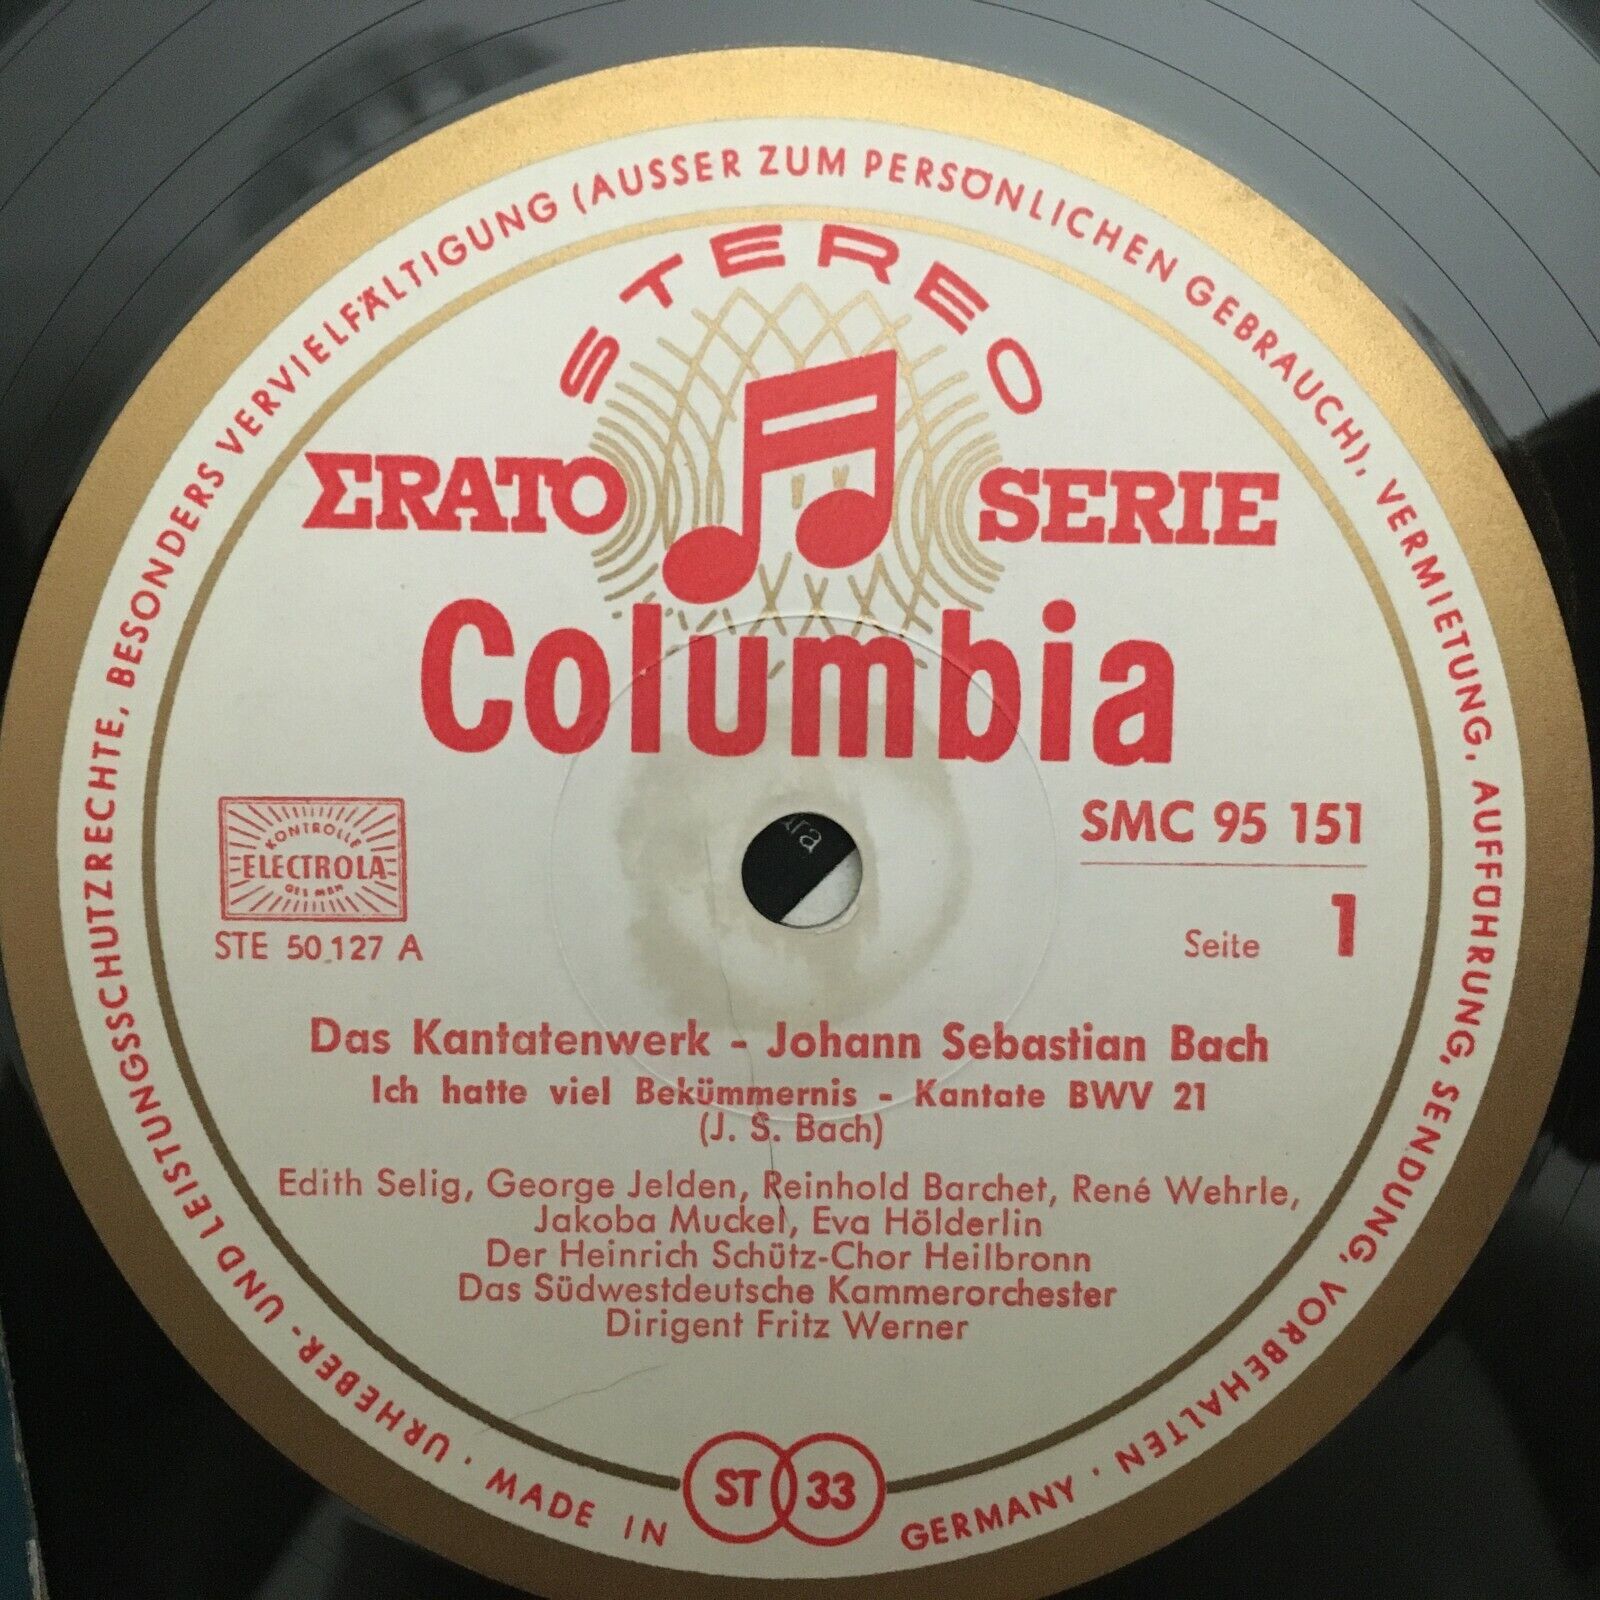 URHEBER- UND LEISTUNGSSCHUTZRECHTE, BESONDERS VERVIELFÄLTIGUNG (AUSSER ZUM PERSÖNLICHEN GEBRAUCH), VERMIETUNG, AUFFÜHRUNG, SENDUNG, VORBEHALTEN · MADE IN GERMANY ·
STEREO
ERATO SERIE
Columbia
SMC 95 151
KONTROLLE
ELECTROLA
GES MBH
STE 50 127 A
Seite 1
Das Kantatenwerk - Johann Sebastian Bach
Ich hatte viel Bekümmernis - Kantate BWV 21
(J. S. Bach)
Edith Selig, George Jelden, Reinhold Barchet, René Wehrle,
Jakoba Muckel, Eva Hölderlin
Der Heinrich Schütz-Chor Heilbronn
Das Südwestdeutsche Kammerorchester
Dirigent Fritz Werner
ST 33